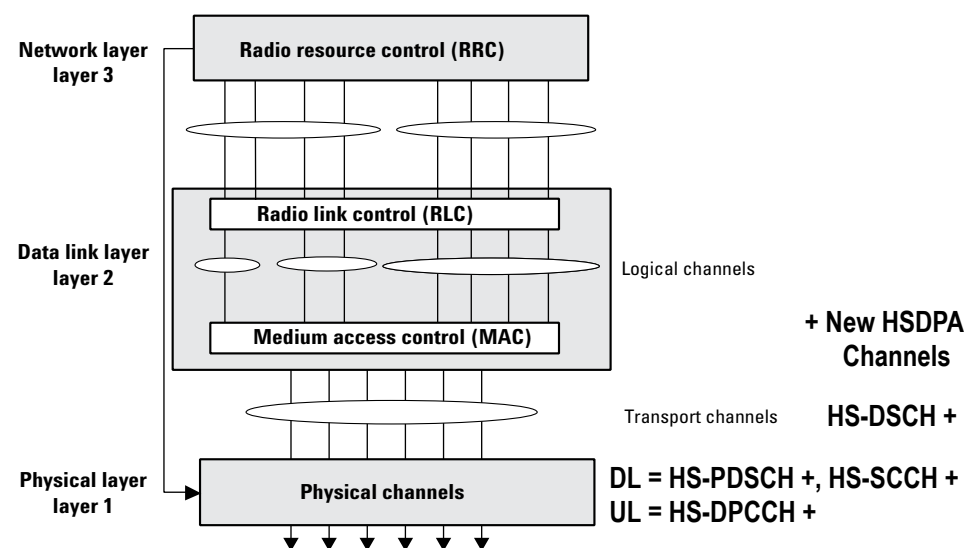 Network layer
layer 3
Radio resource control (RRC)
Data link layer
layer 2
Radio link control (RLC)
Logical channels
Medium access control (MAC)
+ New HSDPA
Channels
Transport channels
HS-DSCH +
Physical layer
layer 1
Physical channels
DL = HS-PDSCH +, HS-SCCH +
UL = HS-DPCCH +